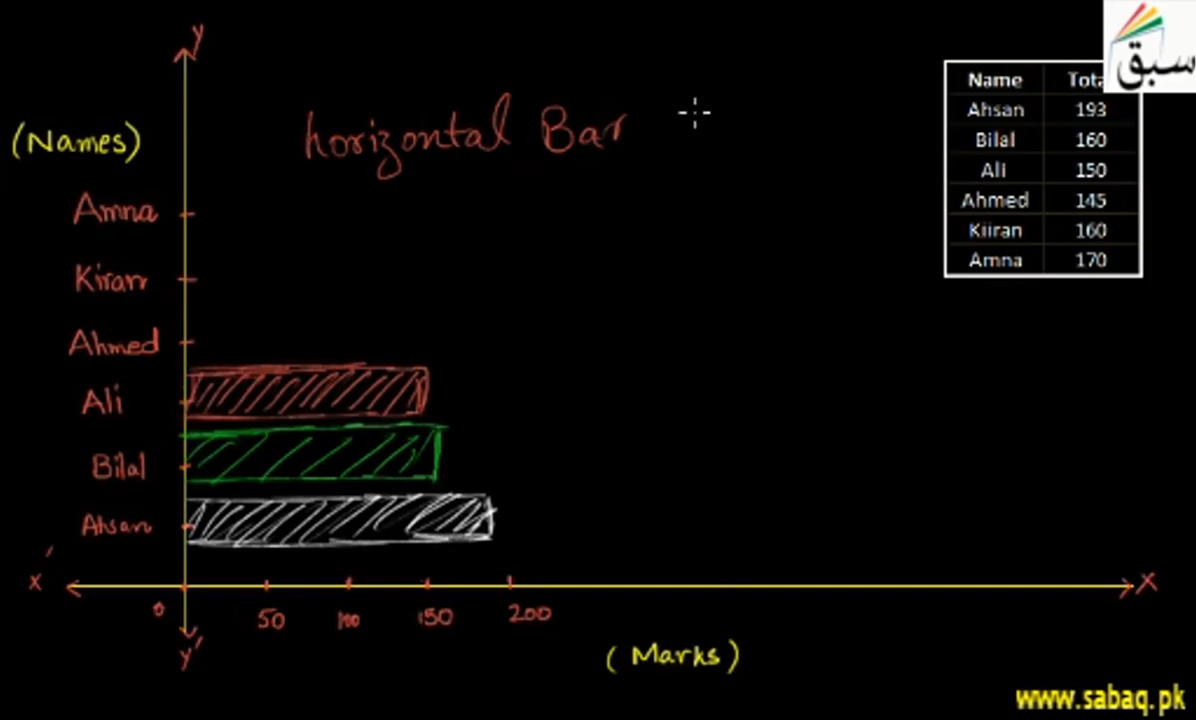 y
horizontal Bar
(Names)
Amna
Kiran
Ahmed
Ali
Bilal
Ahsan
x'
X
0 50 100 150 200
y'
(Marks)
سبق
Name Tota
Ahsan 193
Bilal 160
Ali 150
Ahmed 145
Kiiran 160
Amna 170
www.sabaq.pk